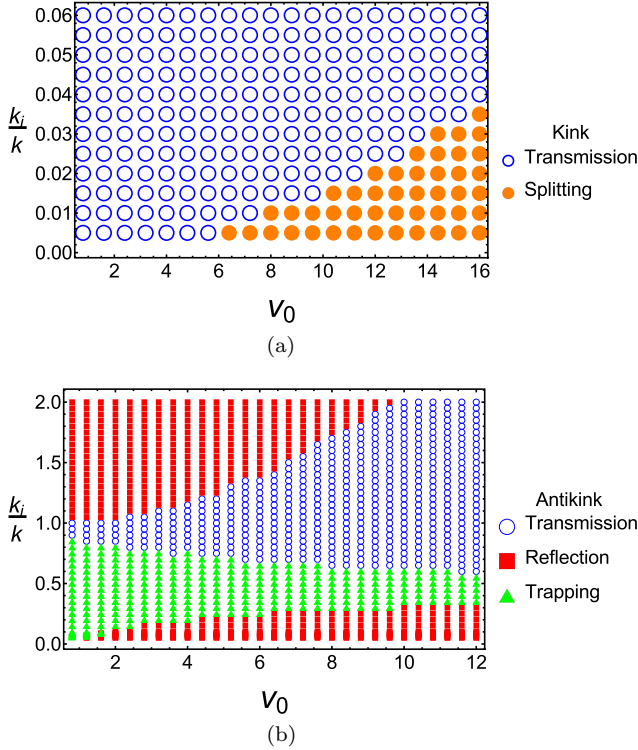 0.06
0.05
0.04
0.03
0.02
0.01
0.00
k_i/k
2 4 6 8 10 12 14 16
v_0
Kink
Transmission
Splitting
(a)
2.0
1.5
1.0
0.5
0.0
k_i/k
2 4 6 8 10 12
v_0
Antikink
Transmission
Reflection
Trapping
(b)